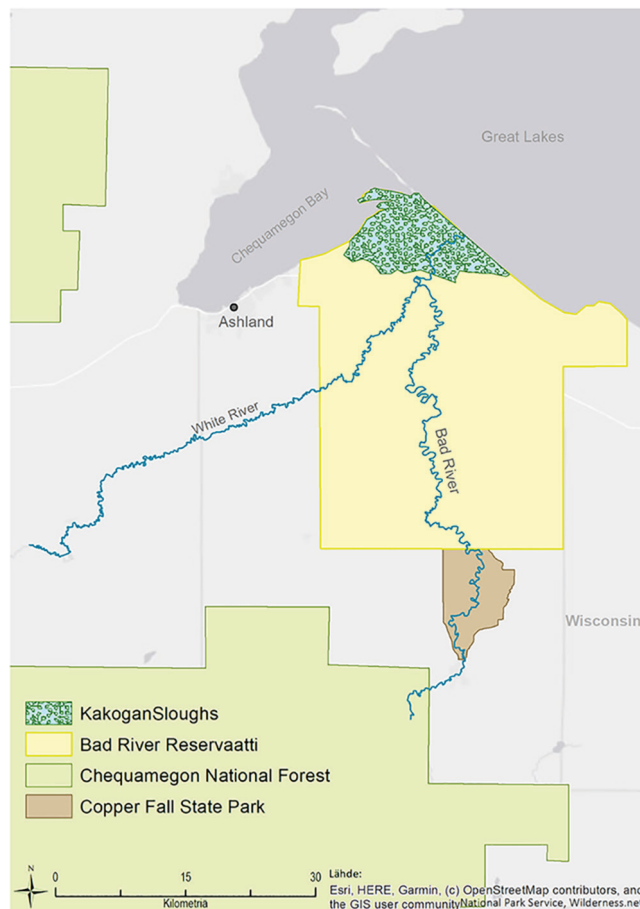 Great Lakes
Chequamegon Bay
Ashland
White River
Bad River
Wisconsin
KakoganSloughs
Bad River Reservaatti
Chequamegon National Forest
Copper Fall State Park
N
0 15 30
Kilometriä
Lähde:
Esri, HERE, Garmin, (c) OpenStreetMap contributors, and
the GIS user community National Park Service, Wilderness.ne